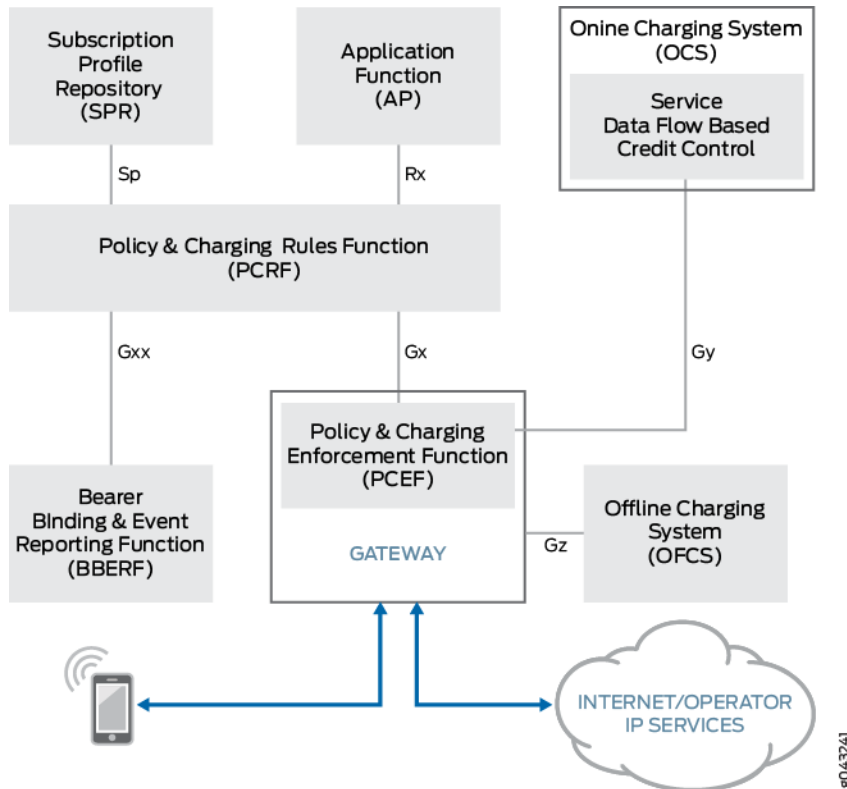 Subscription
Profile
Repository
(SPR)
Application
Function
(AP)
Onine Charging System
(OCS)
Service
Data Flow Based
Credit Control
Sp
Rx
Policy & Charging Rules Function
(PCRF)
Gxx
Gx
Gy
Policy & Charging
Enforcement Function
(PCEF)
GATEWAY
Bearer
BInding & Event
Reporting Function
(BBERF)
Gz
Offline Charging
System
(OFCS)
INTERNET/OPERATOR
IP SERVICES
g043241